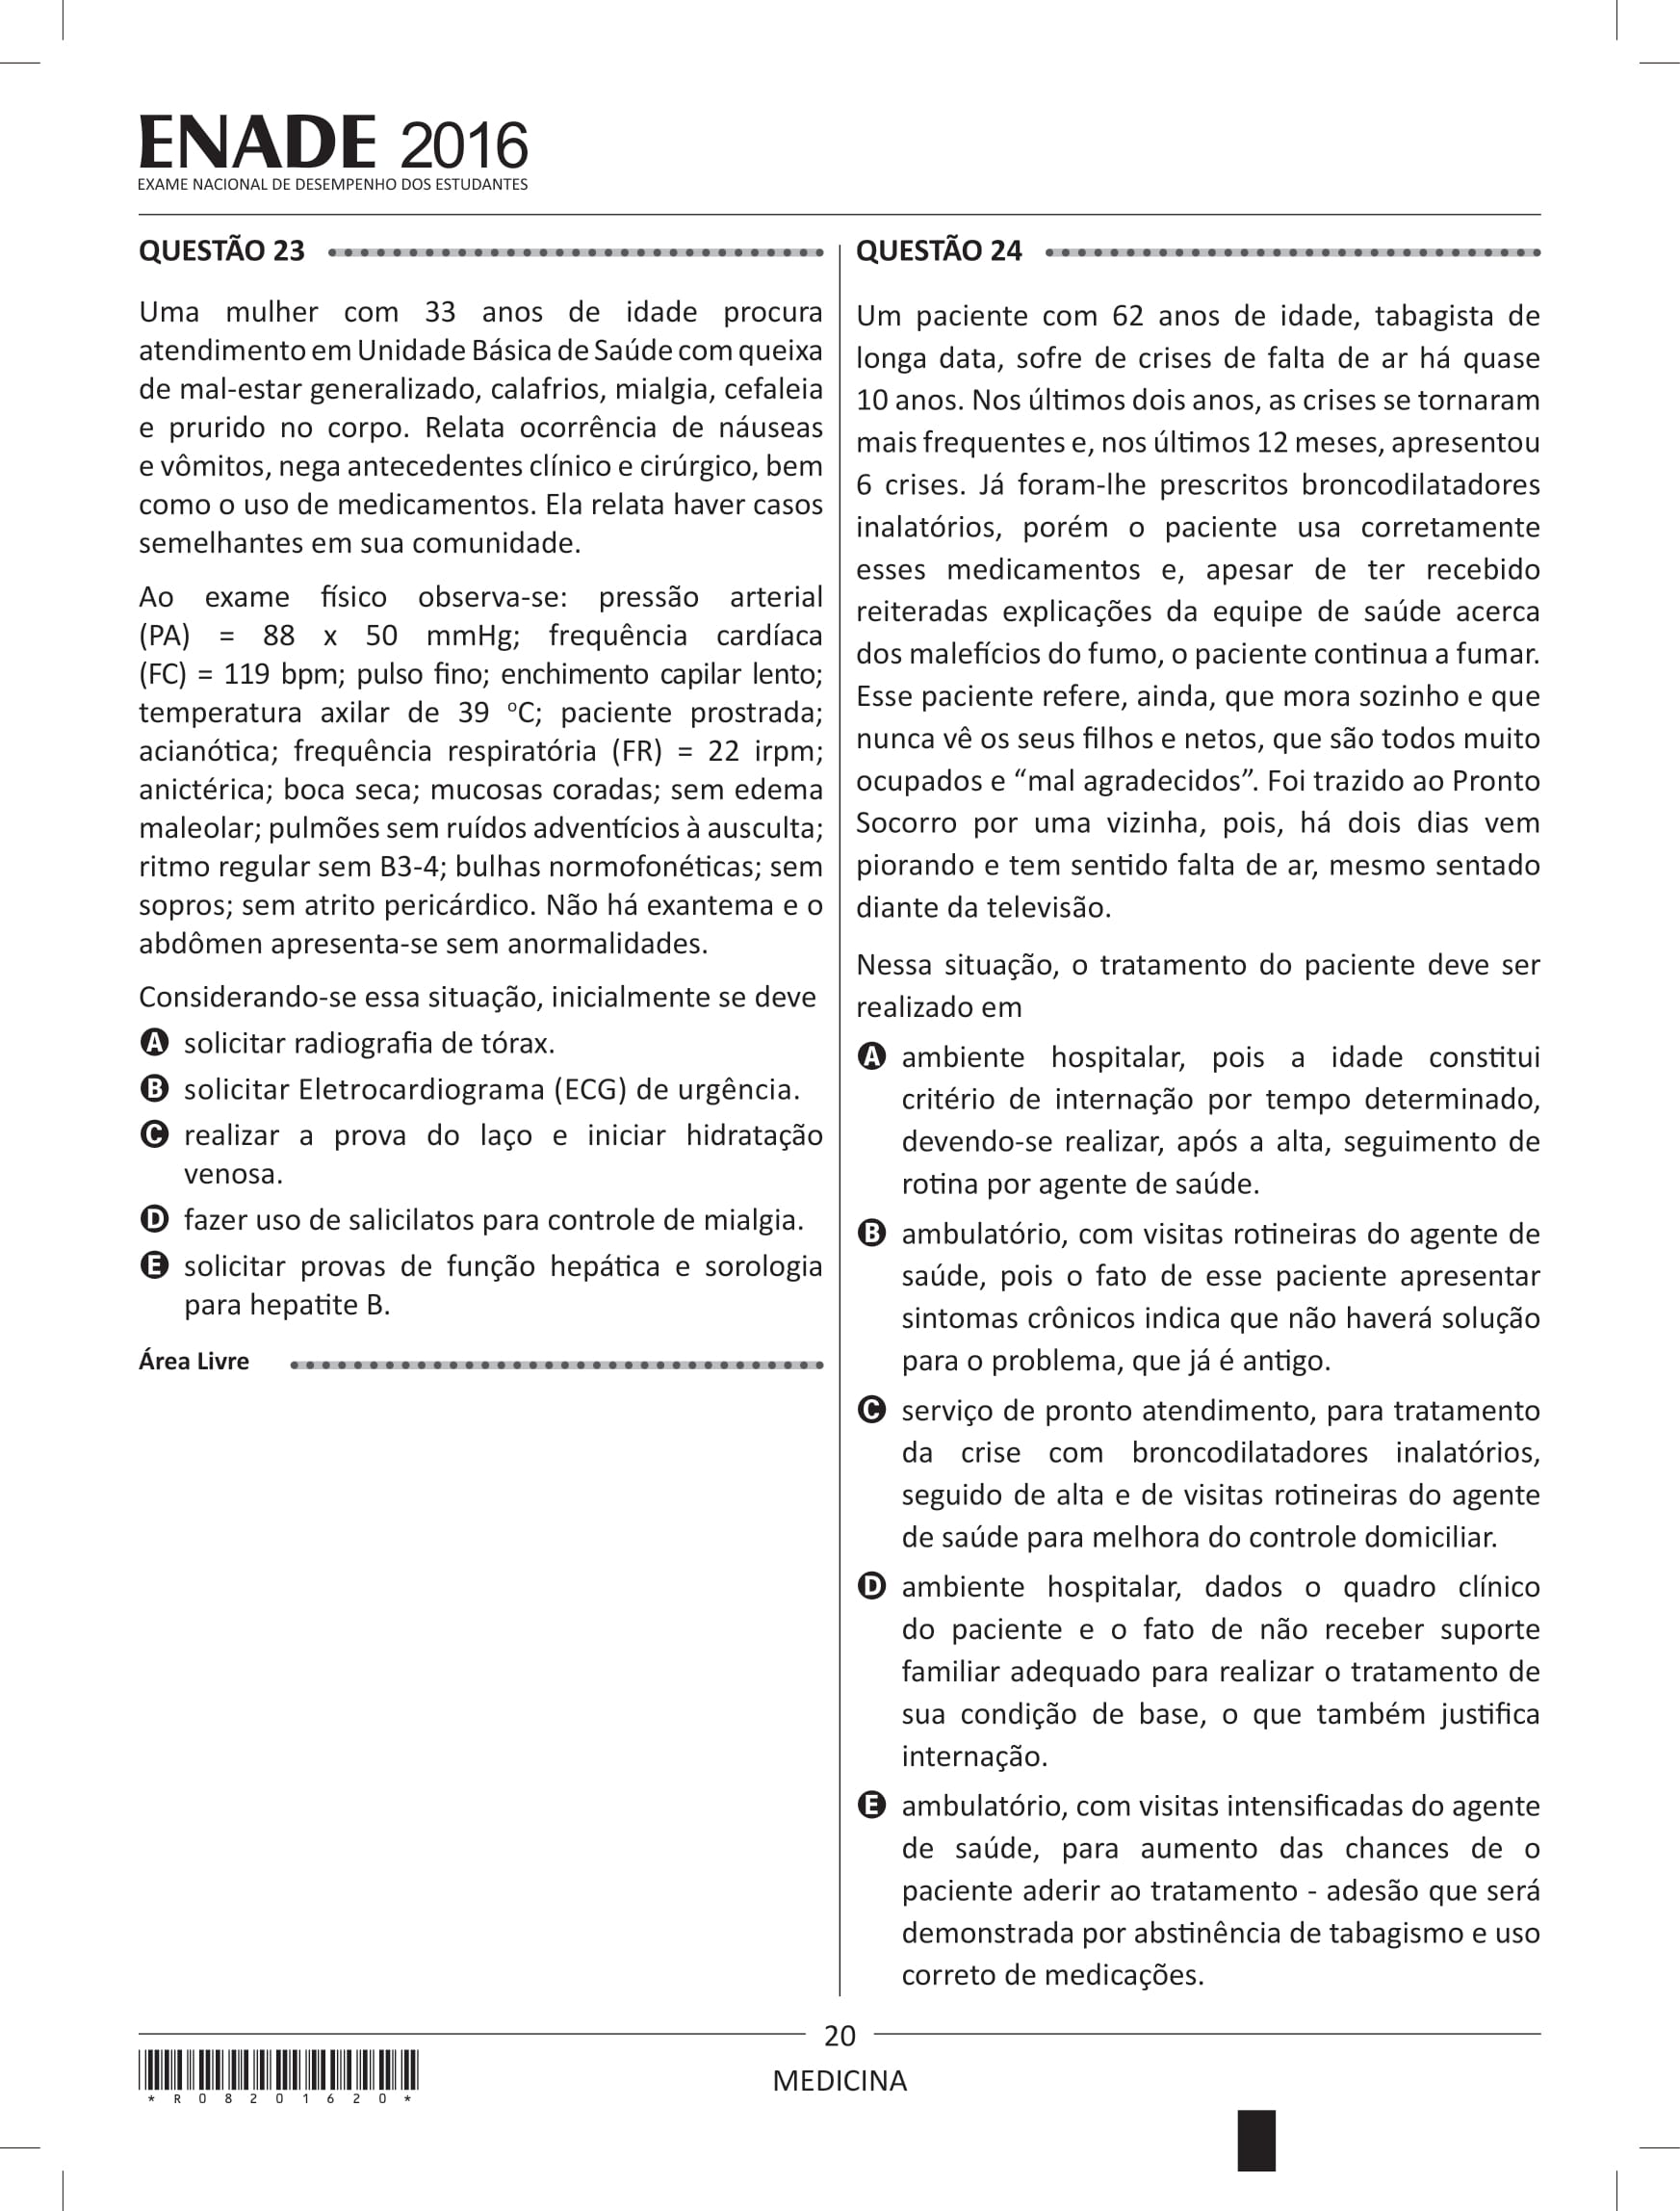 ENADE 2016
EXAME NACIONAL DE DESEMPENHO DOS ESTUDANTES
QUESTÃO 23
Uma mulher com 33 anos de idade procura
atendimento em Unidade Básica de Saúde com queixa
de mal-estar generalizado, calafrios, mialgia, cefaleia
e prurido no corpo. Relata ocorrência de náuseas
e vômitos, nega antecedentes clínico e cirúrgico, bem
como o uso de medicamentos. Ela relata haver casos
semelhantes em sua comunidade.
Ao exame físico observa-se: pressão arterial
(PA) = 88 x 50 mmHg; frequência cardíaca
(FC) = 119 bpm; pulso fino; enchimento capilar lento;
temperatura axilar de 39 °C; paciente prostrada;
acianótica; frequência respiratória (FR) = 22 irpm;
anictérica; boca seca; mucosas coradas; sem edema
maleolar; pulmões sem ruídos adventícios à ausculta;
ritmo regular sem B3-4; bulhas normofonéticas; sem
sopros; sem atrito pericárdico. Não há exantema e o
abdômen apresenta-se sem anormalidades.
Considerando-se essa situação, inicialmente se deve
A solicitar radiografia de tórax.
B solicitar Eletrocardiograma (ECG) de urgência.
C realizar a prova do laço e iniciar hidratação
venosa.
D fazer uso de salicilatos para controle de mialgia.
E solicitar provas de função hepática e sorologia
para hepatite B.
Área Livre
QUESTÃO 24
Um paciente com 62 anos de idade, tabagista de
longa data, sofre de crises de falta de ar há quase
10 anos. Nos últimos dois anos, as crises se tornaram
mais frequentes e, nos últimos 12 meses, apresentou
6 crises. Já foram-lhe prescritos broncodilatadores
inalatórios, porém o paciente usa corretamente
esses medicamentos e, apesar de ter recebido
reiteradas explicações da equipe de saúde acerca
dos malefícios do fumo, o paciente continua a fumar.
Esse paciente refere, ainda, que mora sozinho e que
nunca vê os seus filhos e netos, que são todos muito
ocupados e “mal agradecidos”. Foi trazido ao Pronto
Socorro por uma vizinha, pois, há dois dias vem
piorando e tem sentido falta de ar, mesmo sentado
diante da televisão.
Nessa situação, o tratamento do paciente deve ser
realizado em
A ambiente hospitalar, pois a idade constitui
critério de internação por tempo determinado,
devendo-se realizar, após a alta, seguimento de
rotina por agente de saúde.
B ambulatório, com visitas rotineiras do agente de
saúde, pois o fato de esse paciente apresentar
sintomas crônicos indica que não haverá solução
para o problema, que já é antigo.
C serviço de pronto atendimento, para tratamento
da crise com broncodilatadores inalatórios,
seguido de alta e de visitas rotineiras do agente
de saúde para melhora do controle domiciliar.
D ambiente hospitalar, dados o quadro clínico
do paciente e o fato de não receber suporte
familiar adequado para realizar o tratamento de
sua condição de base, o que também justifica
internação.
E ambulatório, com visitas intensificadas do agente
de saúde, para aumento das chances de o
paciente aderir ao tratamento - adesão que será
demonstrada por abstinência de tabagismo e uso
correto de medicações.
20
MEDICINA
*R08201620*